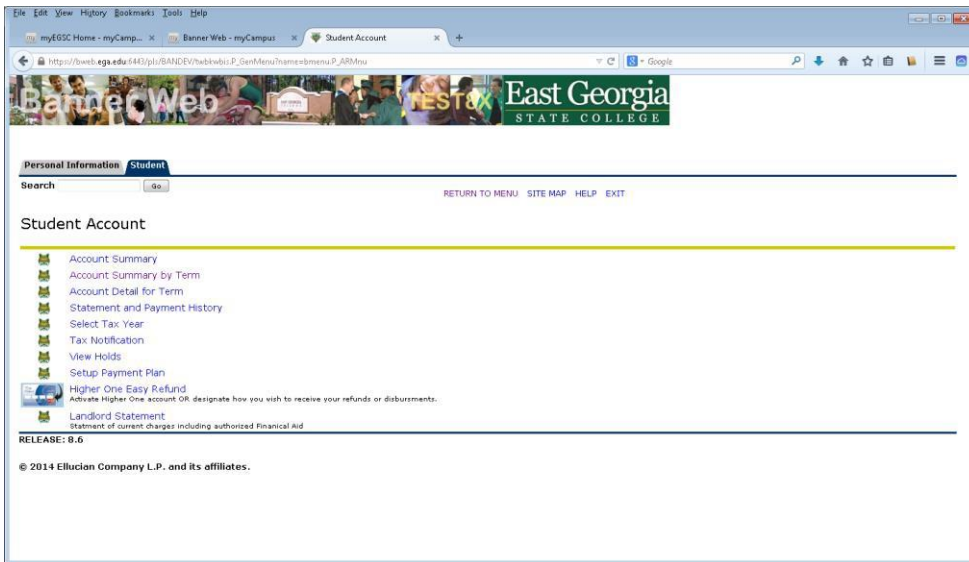 File Edit View History Bookmarks Tools Help
myEGSC Home - myCamp... × Banner Web - myCampus × Student Account × +
https://bweb.ega.edu:6443/pls/BANDEV/twbkwbis.P_GenMenu?name=bmenu.P_ARMnu Google
Banner Web TEST8X East Georgia
STATE COLLEGE
Personal Information Student
Search Go
RETURN TO MENU SITE MAP HELP EXIT
Student Account
Account Summary
Account Summary by Term
Account Detail for Term
Statement and Payment History
Select Tax Year
Tax Notification
View Holds
Setup Payment Plan
Higher One Easy Refund
Activate Higher One account OR designate how you wish to receive your refunds or disbursments.
Landlord Statement
Statment of current charges including authorized Finanical Aid
RELEASE: 8.6
© 2014 Ellucian Company L.P. and its affiliates.